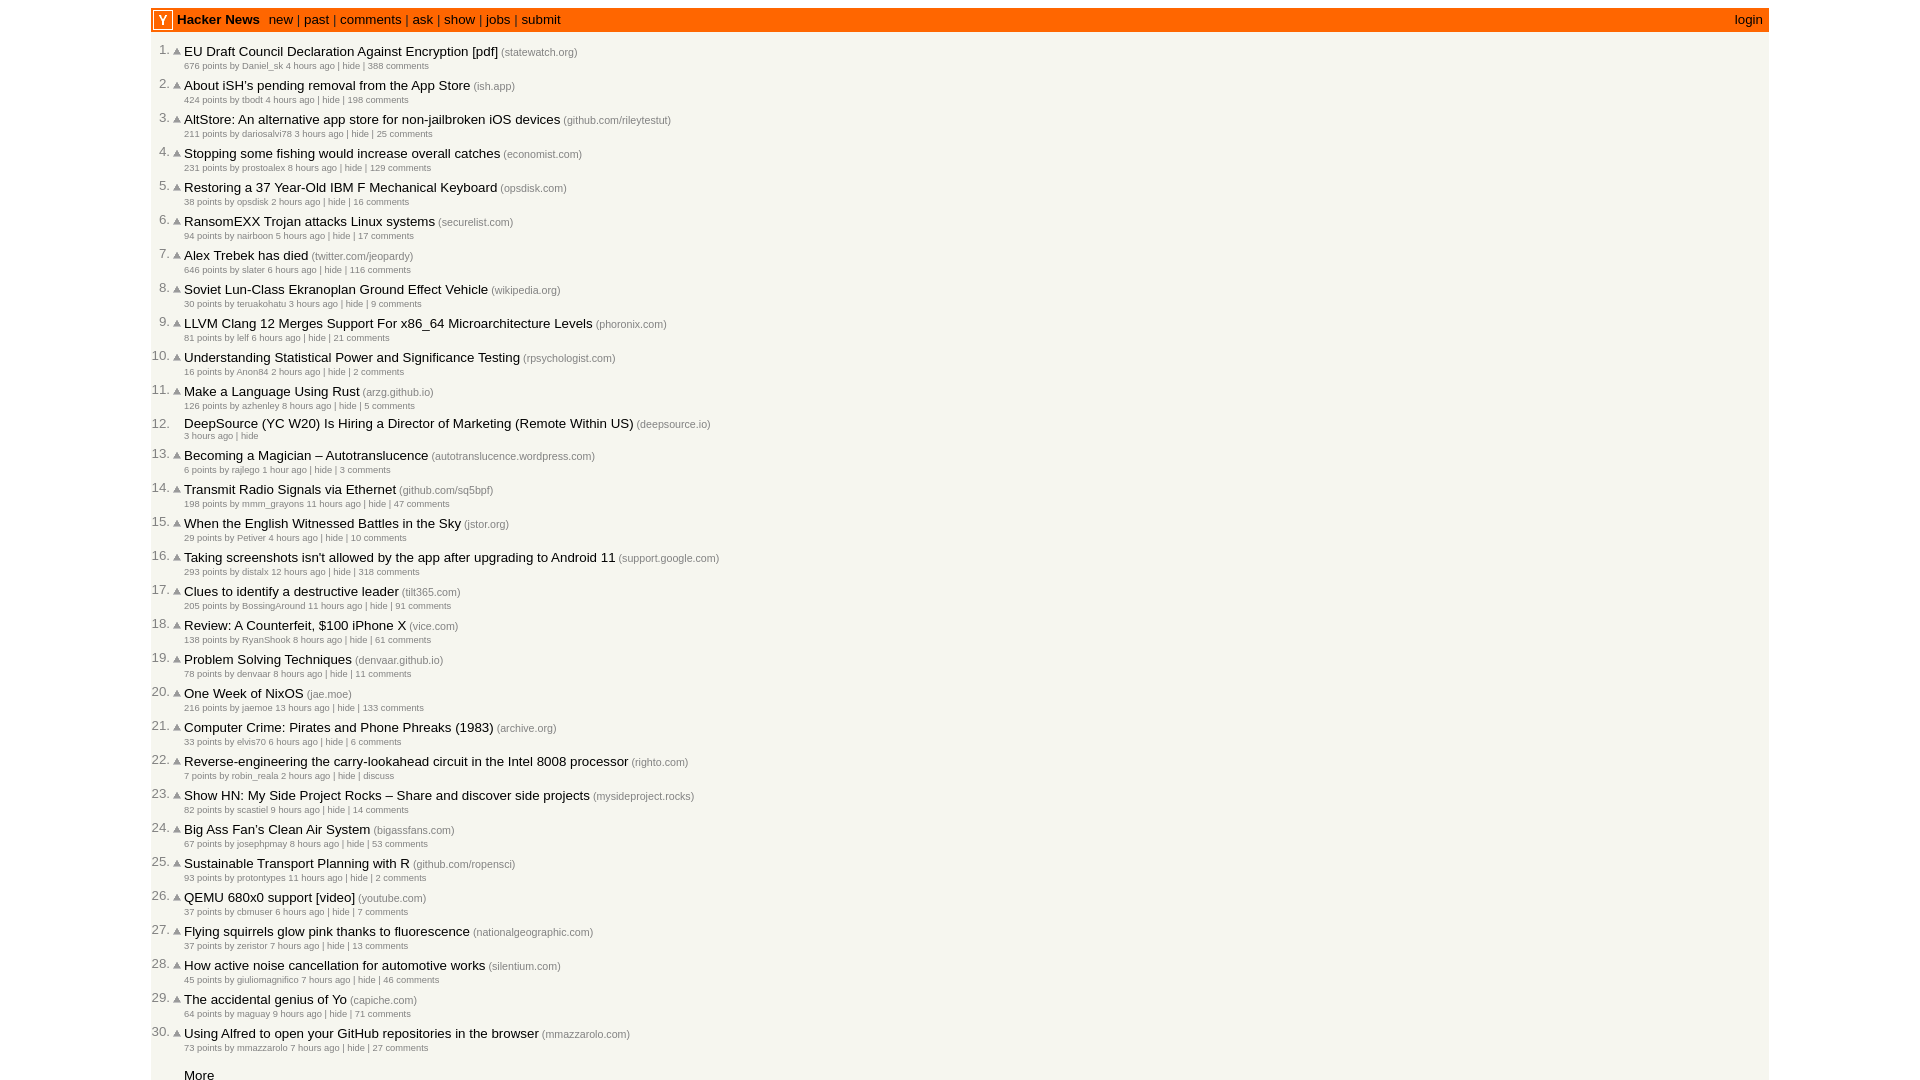 Y Hacker News new | past | comments | ask | show | jobs | submit login
1. EU Draft Council Declaration Against Encryption [pdf] (statewatch.org)
676 points by Daniel_sk 4 hours ago | hide | 388 comments
2. About iSH’s pending removal from the App Store (ish.app)
424 points by tbodt 4 hours ago | hide | 198 comments
3. AltStore: An alternative app store for non-jailbroken iOS devices (github.com/rileytestut)
211 points by dariosalvi78 3 hours ago | hide | 25 comments
4. Stopping some fishing would increase overall catches (economist.com)
231 points by prostoalex 8 hours ago | hide | 129 comments
5. Restoring a 37 Year-Old IBM F Mechanical Keyboard (opsdisk.com)
38 points by opsdisk 2 hours ago | hide | 16 comments
6. RansomEXX Trojan attacks Linux systems (securelist.com)
94 points by nairboon 5 hours ago | hide | 17 comments
7. Alex Trebek has died (twitter.com/jeopardy)
646 points by slater 6 hours ago | hide | 116 comments
8. Soviet Lun-Class Ekranoplan Ground Effect Vehicle (wikipedia.org)
30 points by teruakohatu 3 hours ago | hide | 9 comments
9. LLVM Clang 12 Merges Support For x86_64 Microarchitecture Levels (phoronix.com)
81 points by lelf 6 hours ago | hide | 21 comments
10. Understanding Statistical Power and Significance Testing (rpsychologist.com)
16 points by Anon84 2 hours ago | hide | 2 comments
11. Make a Language Using Rust (arzg.github.io)
126 points by azhenley 8 hours ago | hide | 5 comments
12. DeepSource (YC W20) Is Hiring a Director of Marketing (Remote Within US) (deepsource.io)
3 hours ago | hide
13. Becoming a Magician – Autotranslucence (autotranslucence.wordpress.com)
6 points by rajlego 1 hour ago | hide | 3 comments
14. Transmit Radio Signals via Ethernet (github.com/sq5bpf)
198 points by mmm_grayons 11 hours ago | hide | 47 comments
15. When the English Witnessed Battles in the Sky (jstor.org)
29 points by Petiver 4 hours ago | hide | 10 comments
16. Taking screenshots isn't allowed by the app after upgrading to Android 11 (support.google.com)
293 points by distalx 12 hours ago | hide | 318 comments
17. Clues to identify a destructive leader (tilt365.com)
205 points by BossingAround 11 hours ago | hide | 91 comments
18. Review: A Counterfeit, $100 iPhone X (vice.com)
138 points by RyanShook 8 hours ago | hide | 61 comments
19. Problem Solving Techniques (denvaar.github.io)
78 points by denvaar 8 hours ago | hide | 11 comments
20. One Week of NixOS (jae.moe)
216 points by jaemoe 13 hours ago | hide | 133 comments
21. Computer Crime: Pirates and Phone Phreaks (1983) (archive.org)
33 points by elvis70 6 hours ago | hide | 6 comments
22. Reverse-engineering the carry-lookahead circuit in the Intel 8008 processor (righto.com)
7 points by robin_reala 2 hours ago | hide | discuss
23. Show HN: My Side Project Rocks – Share and discover side projects (mysideproject.rocks)
82 points by scastiel 9 hours ago | hide | 14 comments
24. Big Ass Fan’s Clean Air System (bigassfans.com)
67 points by josephpmay 8 hours ago | hide | 53 comments
25. Sustainable Transport Planning with R (github.com/ropensci)
93 points by protontypes 11 hours ago | hide | 2 comments
26. QEMU 680x0 support [video] (youtube.com)
37 points by cbmuser 6 hours ago | hide | 7 comments
27. Flying squirrels glow pink thanks to fluorescence (nationalgeographic.com)
37 points by zeristor 7 hours ago | hide | 13 comments
28. How active noise cancellation for automotive works (silentium.com)
45 points by giuliomagnifico 7 hours ago | hide | 46 comments
29. The accidental genius of Yo (capiche.com)
64 points by maguay 9 hours ago | hide | 71 comments
30. Using Alfred to open your GitHub repositories in the browser (mmazzarolo.com)
73 points by mmazzarolo 7 hours ago | hide | 27 comments
More